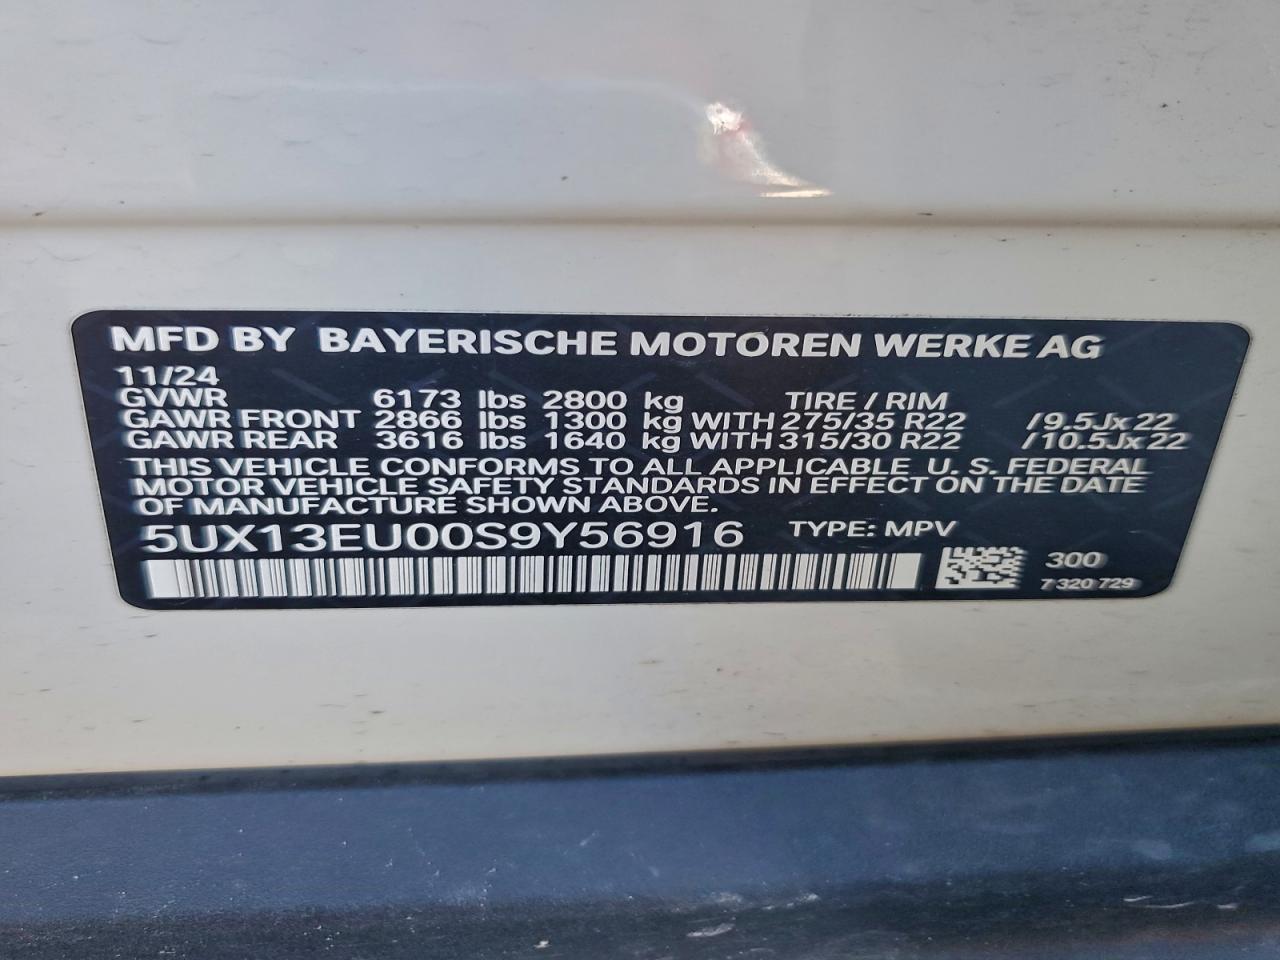 MFD BY BAYERISCHE MOTOREN WERKE AG
11/24
GVWR 6173 lbs 2800 kg TIRE / RIM
GAWR FRONT 2866 lbs 1300 kg WITH 275/35 R22 /9.5Jx22
GAWR REAR 3616 lbs 1640 kg WITH 315/30 R22 /10.5Jx22
THIS VEHICLE CONFORMS TO ALL APPLICABLE U. S. FEDERAL
MOTOR VEHICLE SAFETY STANDARDS IN EFFECT ON THE DATE
OF MANUFACTURE SHOWN ABOVE.
5UX13EU00S9Y56916 TYPE: MPV
300
7 320 729